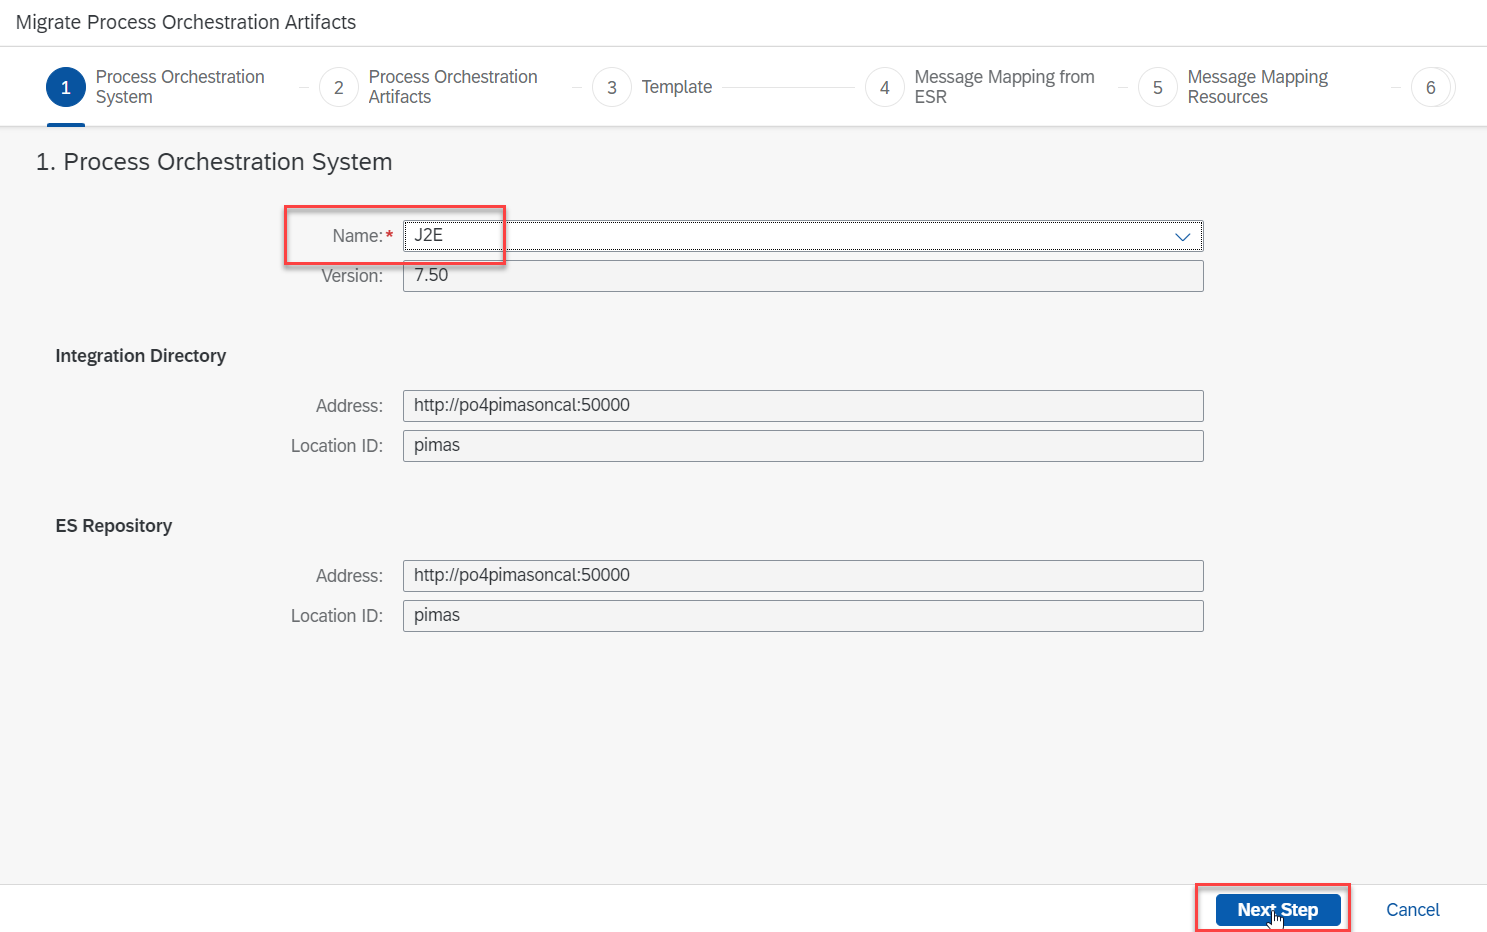 Migrate Process Orchestration Artifacts
1 Process Orchestration System
2 Process Orchestration Artifacts
3 Template
4 Message Mapping from ESR
5 Message Mapping Resources
6
1. Process Orchestration System
Name:* J2E
Version: 7.50
Integration Directory
Address: http://po4pimasoncal:50000
Location ID: pimas
ES Repository
Address: http://po4pimasoncal:50000
Location ID: pimas
Next Step Cancel